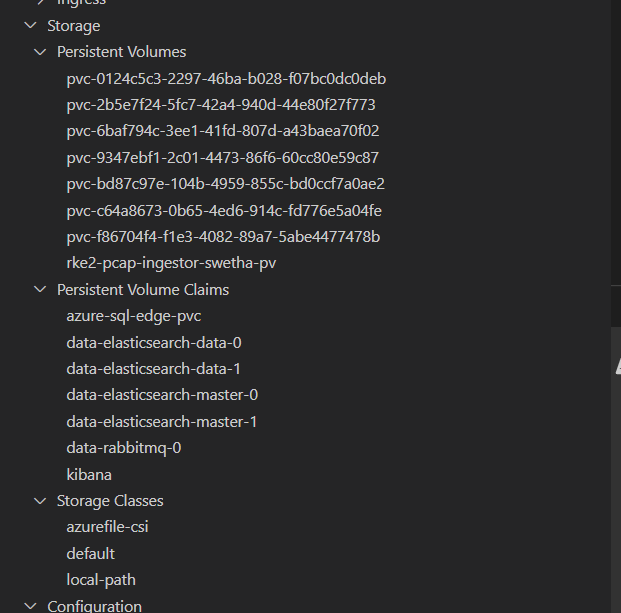 Ingress
Storage
Persistent Volumes
pvc-0124c5c3-2297-46ba-b028-f07bc0dc0deb
pvc-2b5e7f24-5fc7-42a4-940d-44e80f27f773
pvc-6baf794c-3ee1-41fd-807d-a43baea70f02
pvc-9347ebf1-2c01-4473-86f6-60cc80e59c87
pvc-bd87c97e-104b-4959-855c-bd0ccf7a0ae2
pvc-c64a8673-0b65-4ed6-914c-fd776e5a04fe
pvc-f86704f4-f1e3-4082-89a7-5abe4477478b
rke2-pcap-ingestor-swetha-pv
Persistent Volume Claims
azure-sql-edge-pvc
data-elasticsearch-data-0
data-elasticsearch-data-1
data-elasticsearch-master-0
data-elasticsearch-master-1
data-rabbitmq-0
kibana
Storage Classes
azurefile-csi
default
local-path
Configuration